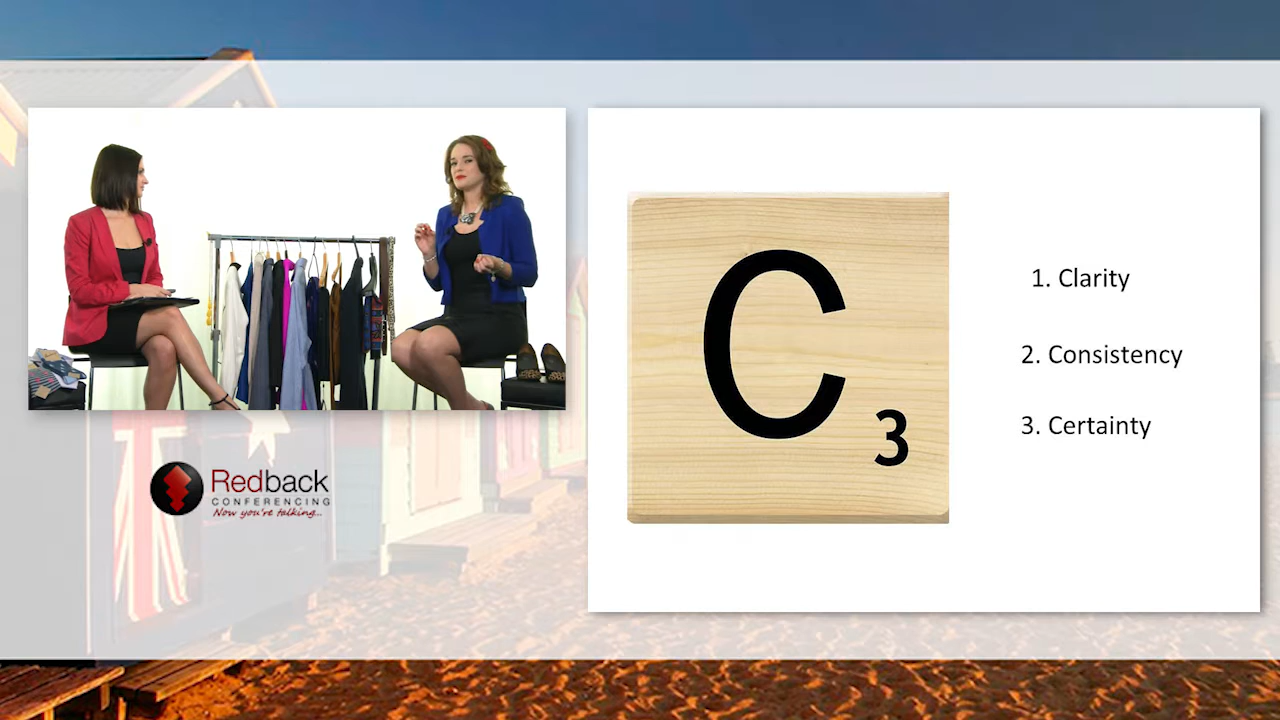 C
3
1. Clarity
2. Consistency
3. Certainty
Redback
CONFERENCING
Now you're talking...